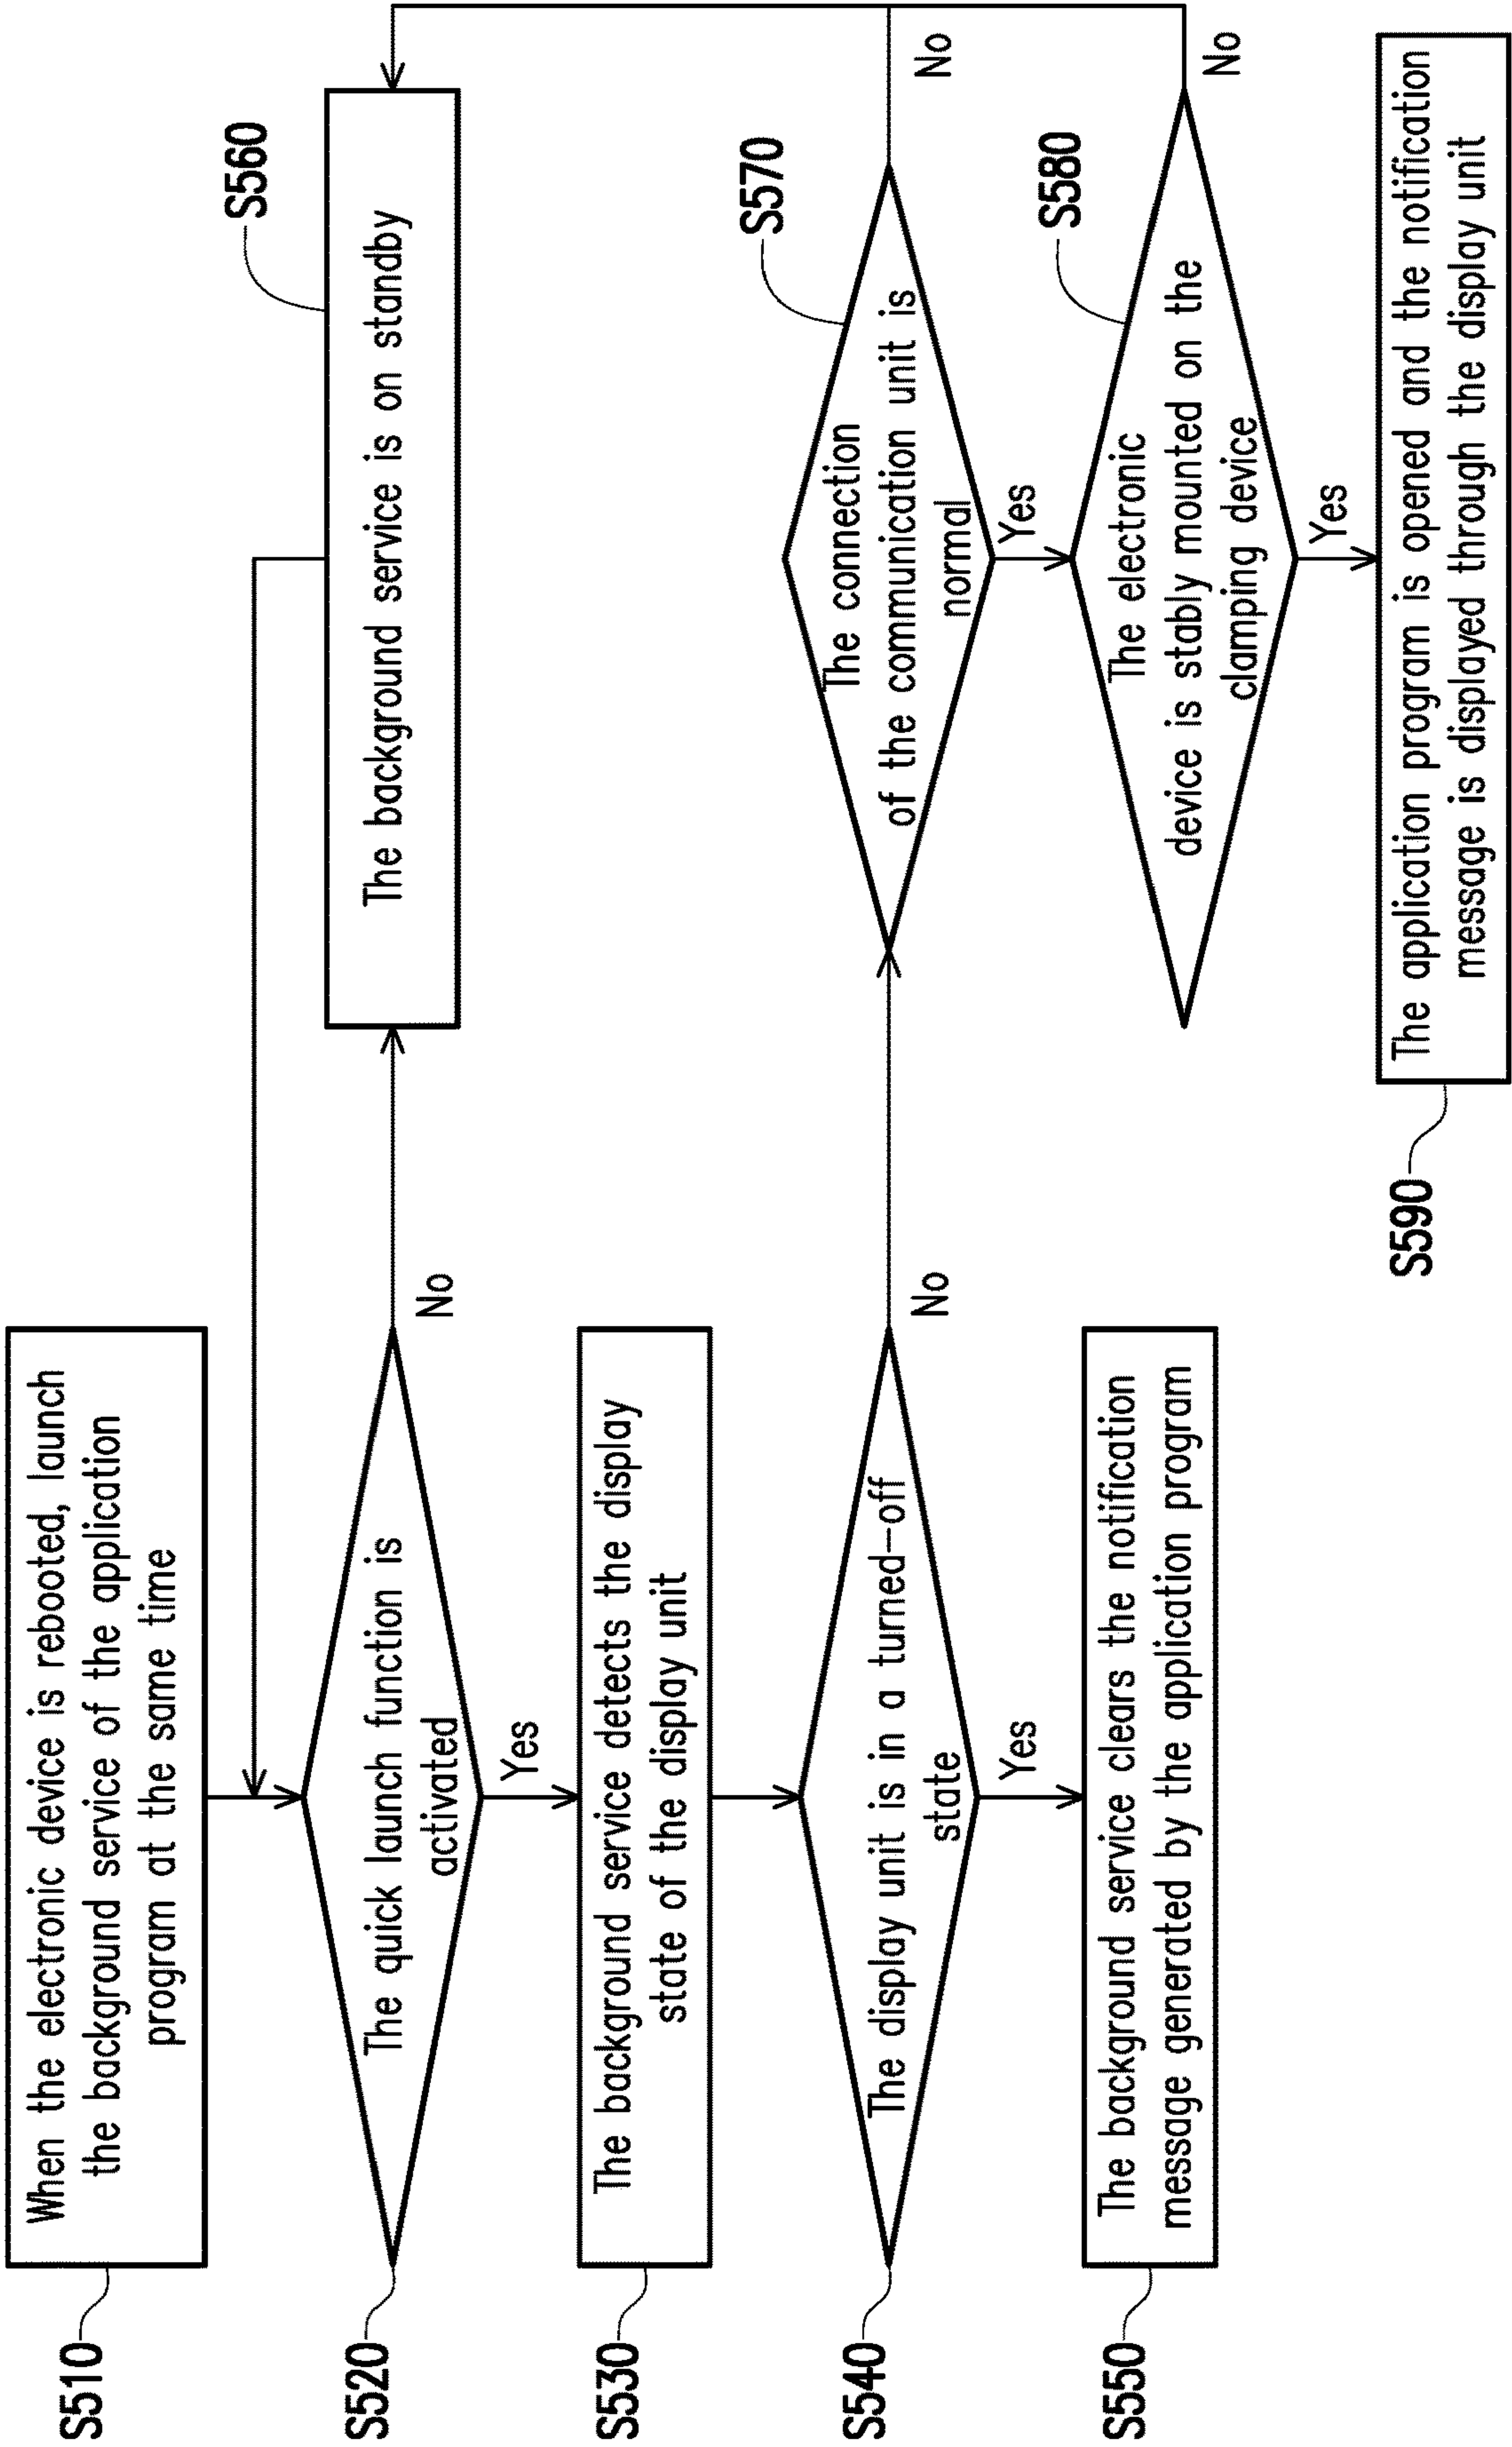 S510
When the electronic device is rebooted, launch
the background service of the application
program at the same time
S520
The quick launch function is
activated
No
Yes
S560
The background service is on standby
S530
The background service detects the display
state of the display unit
S540
The display unit is in a turned-off
state
No
Yes
S570
The connection
of the communication unit is
normal
No
Yes
S550
The background service clears the notification
message generated by the application program
S580
The electronic
device is stably mounted on the
clamping device
No
Yes
S590
The application program is opened and the notification
message is displayed through the display unit